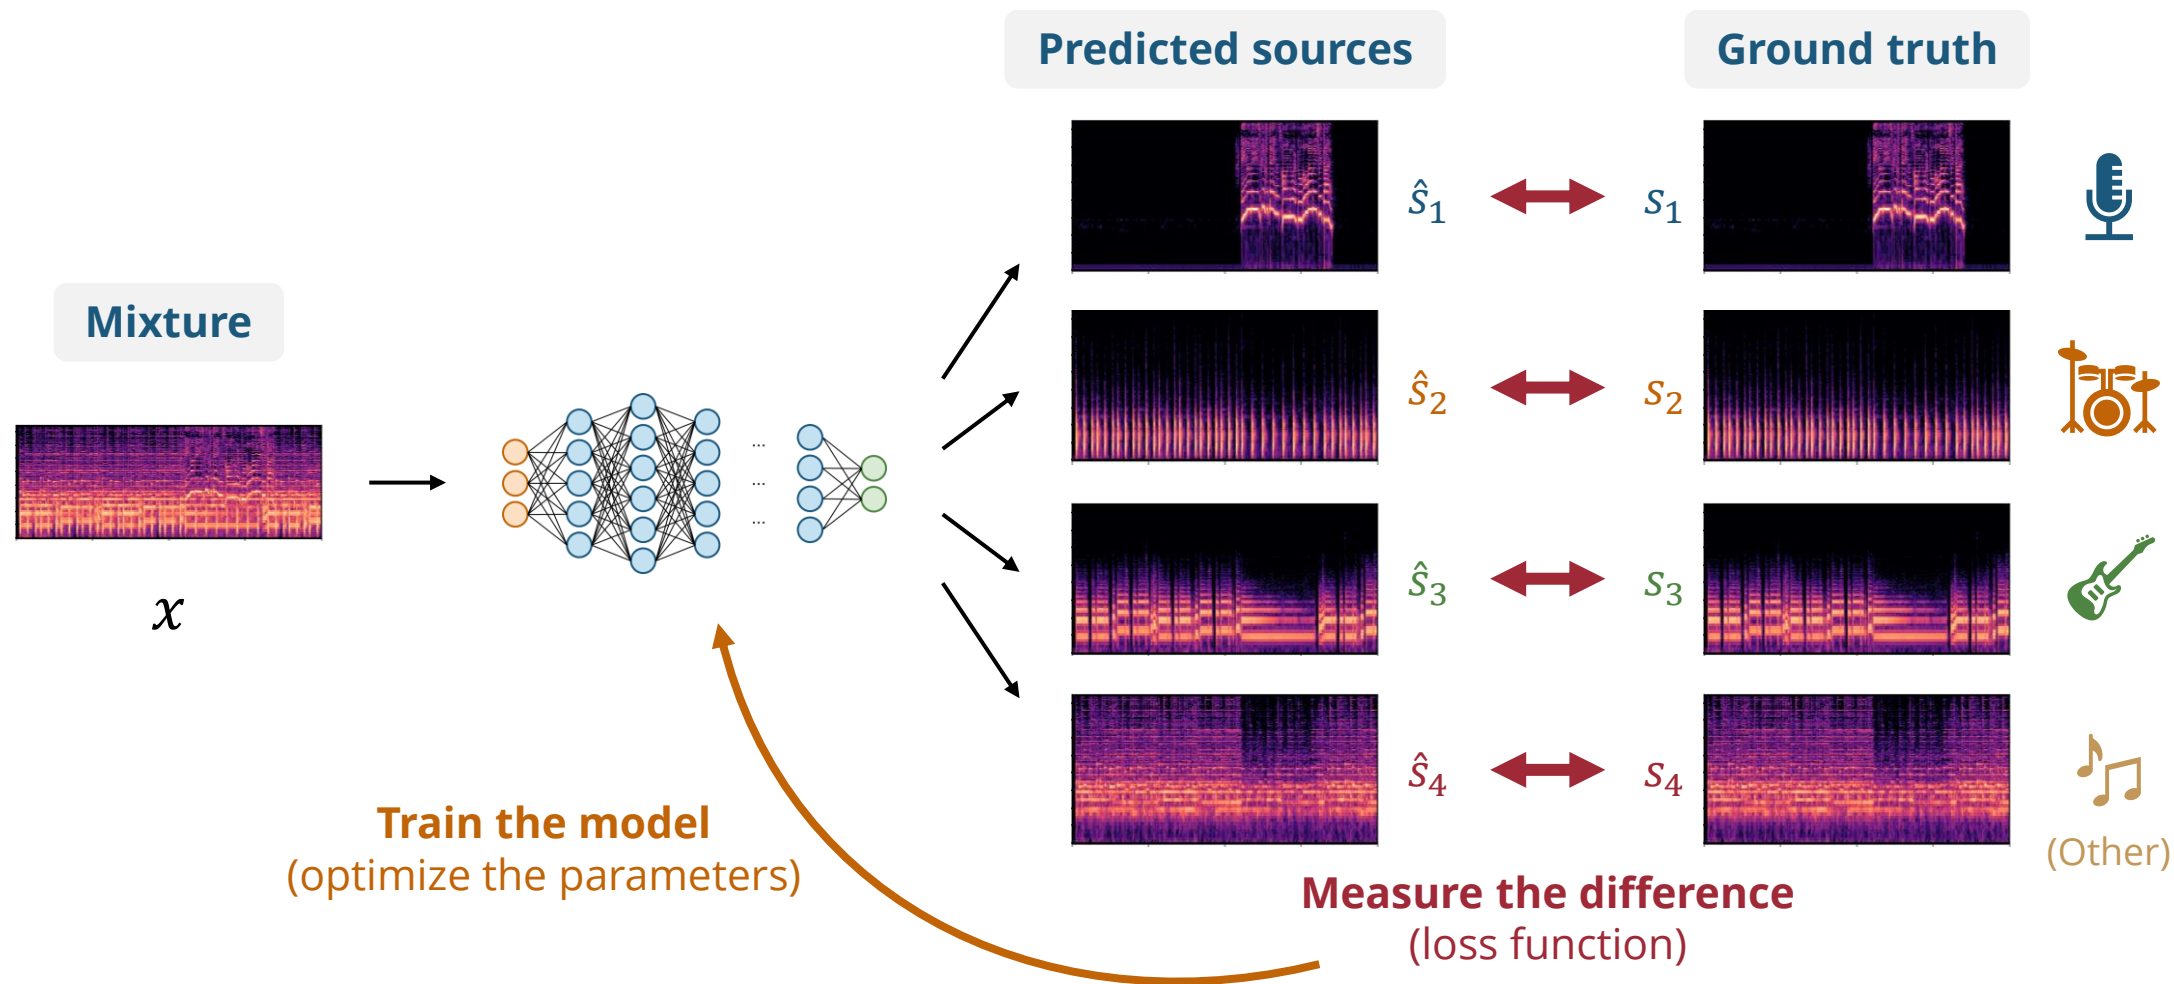 Predicted sources
Ground truth
Mixture
x
ŝ₁
s₁
ŝ₂
s₂
...
...
...
ŝ₃
s₃
ŝ₄
s₄
(Other)
Train the model
(optimize the parameters)
Measure the difference
(loss function)